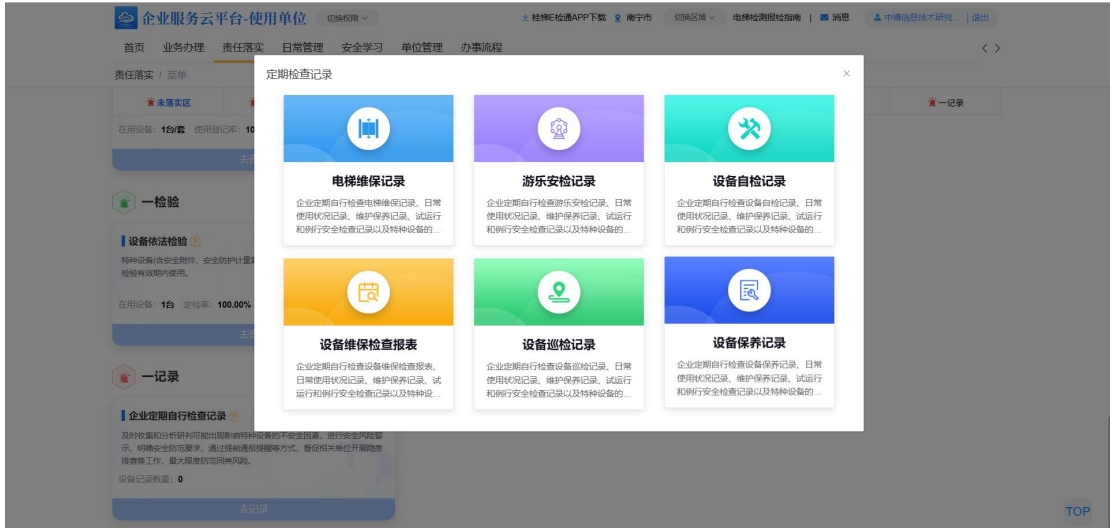 企业服务云平台-使用单位
切换权限
桂梯E检通APP下载
南宁市
切换区域
电梯检测报检指南
消息
退出
首页 业务办理 责任落实 日常管理 安全学习 单位管理 办事流程
责任落实 / 菜单
定期检查记录
未落实区
一记录
在用设备: 1台/套 使用登记率: 10
一检验
设备依法检验
检验有效期内使用。
在用设备: 1台 定检率: 100.00%
一记录
企业定期自行检查记录
及时收集和分析研判可能出现影响特种设备的不安全因素，进行安全风险警
示，明确安全防范要求，通过提前通报提醒等方式，督促相关单位开展隐患
排查等工作，最大限度防范同类风险。
设备记录数量: 0
去记录
电梯维保记录
企业定期自行检查电梯维保记录、日常
使用状况记录、维护保养记录、试运行
和例行安全检查记录以及特种设备的...
游乐安检记录
企业定期自行检查游乐安检记录、日常
使用状况记录、维护保养记录、试运行
和例行安全检查记录以及特种设备的...
设备自检记录
企业定期自行检查设备自检记录、日常
使用状况记录、维护保养记录、试运行
和例行安全检查记录以及特种设备的...
设备维保检查报表
企业定期自行检查设备维保检查报表、
日常使用状况记录、维护保养记录、试
运行和例行安全检查记录以及特种设...
设备巡检记录
企业定期自行检查设备巡检记录、日常
使用状况记录、维护保养记录、试运行
和例行安全检查记录以及特种设备的...
设备保养记录
企业定期自行检查设备保养记录、日常
使用状况记录、维护保养记录、试运行
和例行安全检查记录以及特种设备的...
TOP